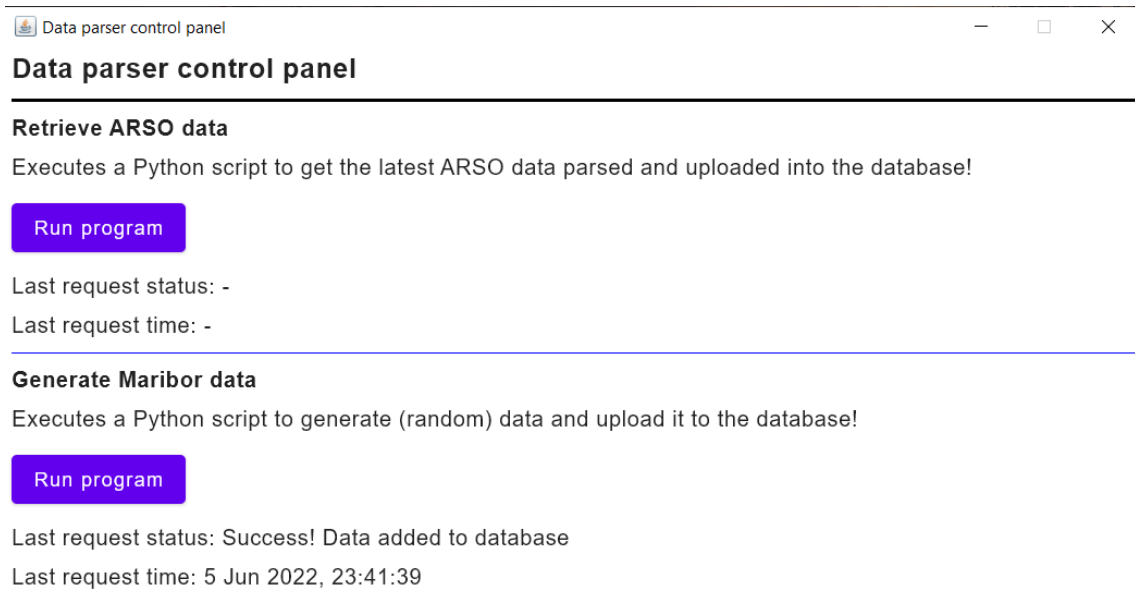 Data parser control panel
Data parser control panel
Retrieve ARSO data
Executes a Python script to get the latest ARSO data parsed and uploaded into the database!
Run program
Last request status: -
Last request time: -
Generate Maribor data
Executes a Python script to generate (random) data and upload it to the database!
Run program
Last request status: Success! Data added to database
Last request time: 5 Jun 2022, 23:41:39